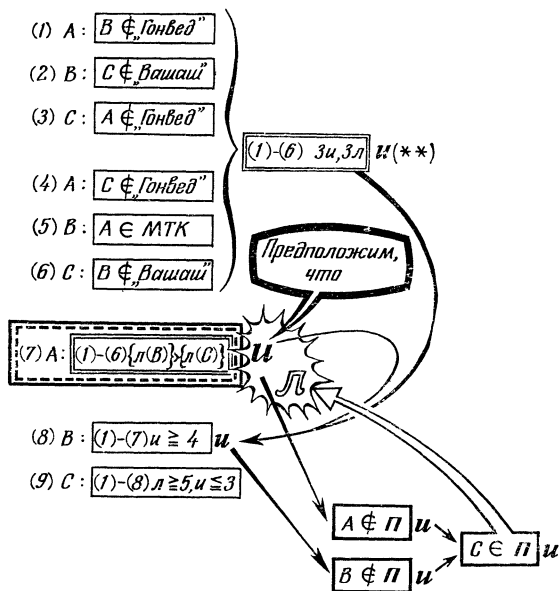 (1) A: B ∉ „Гонвед"
(2) B: C ∉ „Вашаш"
(3) C: A ∉ „Гонвед"
(1)-(6) 3и, 3л и (**)
(4) A: C ∉ „Гонвед"
(5) B: A ∈ МТК
(6) C: B ∉ „Вашаш"
Предположим,
что
(7) A: (1)-(6){л(B)}>{л(C)} и
Л
(8) B: (1)-(7) и ≧ 4 и
(9) C: (1)-(8) л ≧ 5, и ≦ 3
A ∉ П и
C ∈ П и
B ∉ П и